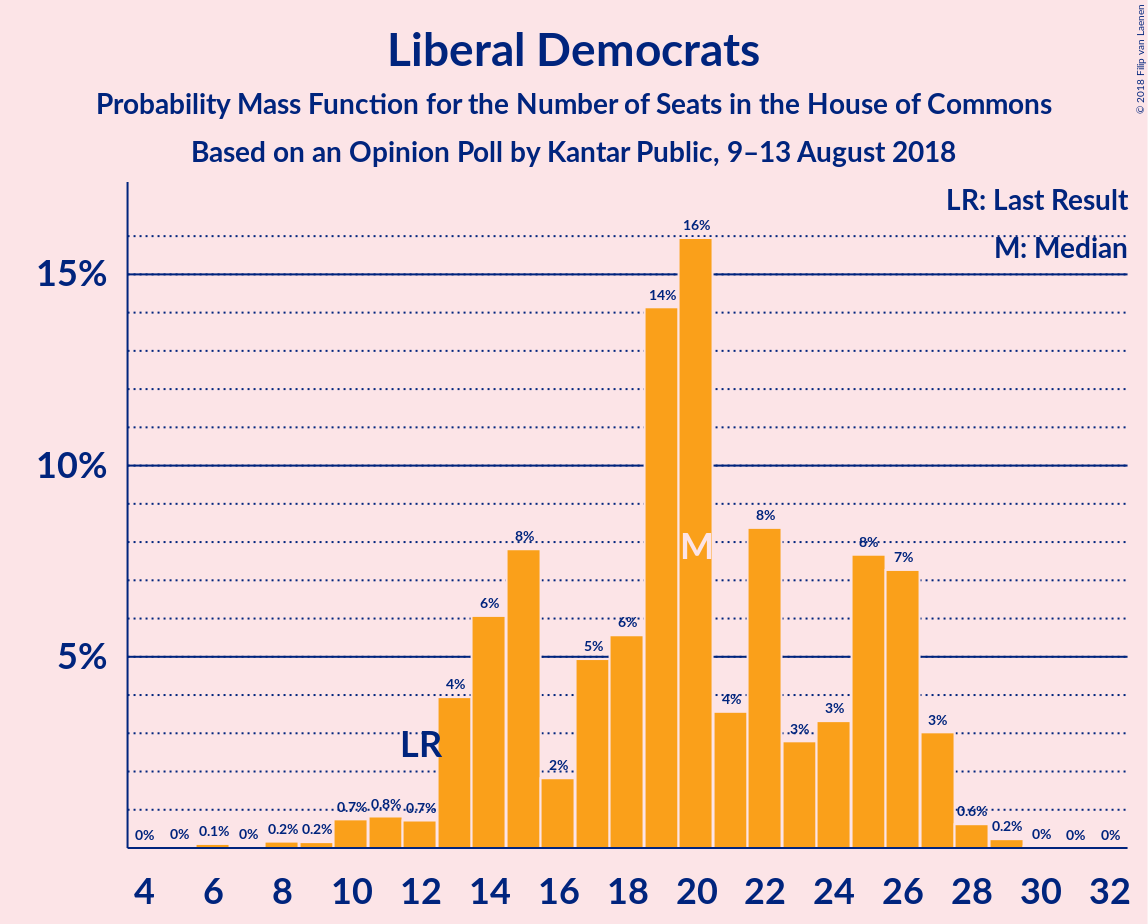 Liberal Democrats
Probability Mass Function for the Number of Seats in the House of Commons
Based on an Opinion Poll by Kantar Public, 9–13 August 2018
© 2018 Filip van Laenen
LR: Last Result
M: Median
15%
10%
5%
0% 0% 0.1% 0% 0.2% 0.2% 0.7% 0.8% 0.7% 4% 6% 8% 2% 5% 6% 14% 16% 4% 8% 3% 3% 8% 7% 3% 0.6% 0.2% 0% 0% 0%
LR
M
4 6 8 10 12 14 16 18 20 22 24 26 28 30 32